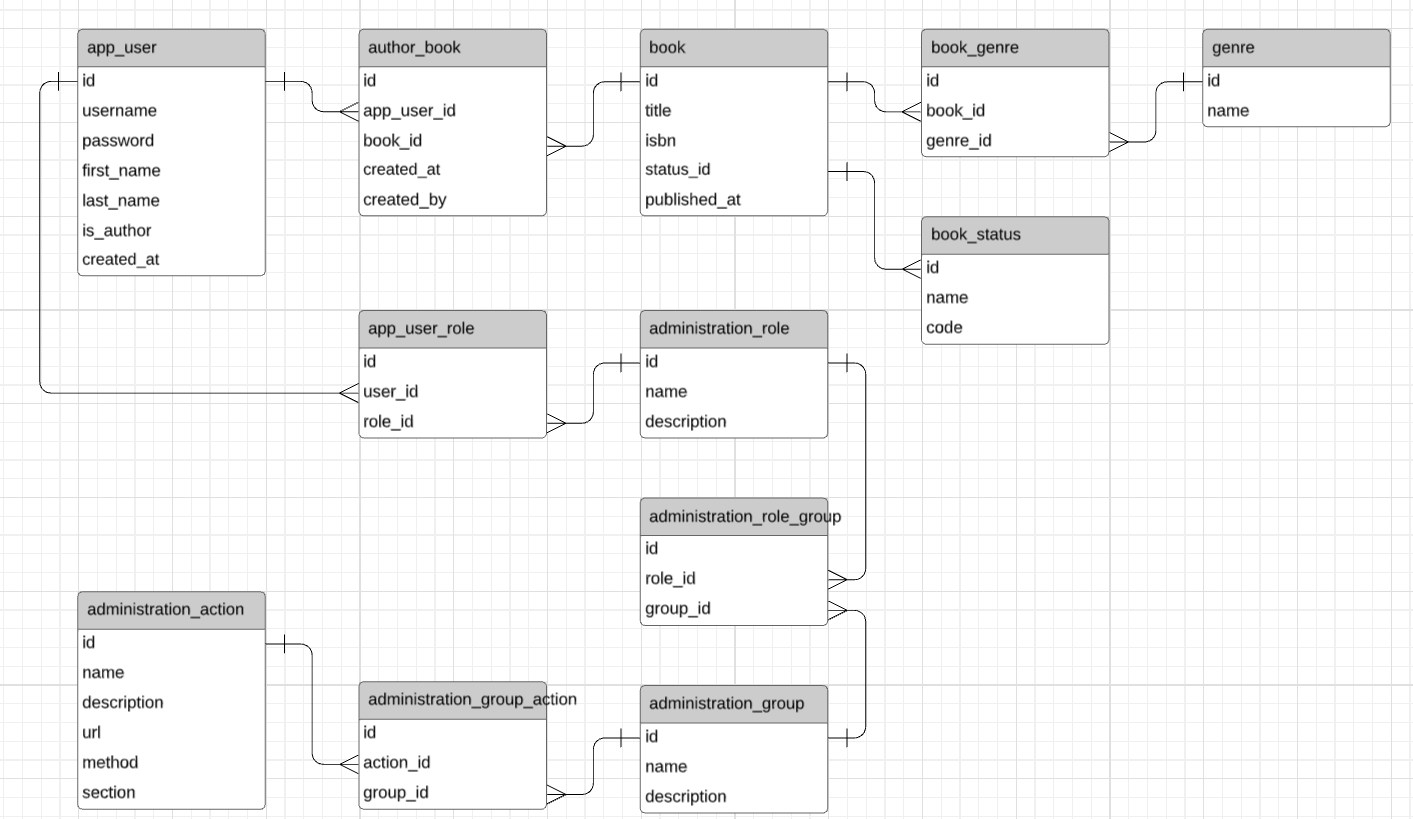 app_user
id
username
password
first_name
last_name
is_author
created_at
author_book
id
app_user_id
book_id
created_at
created_by
book
id
title
isbn
status_id
published_at
book_genre
id
book_id
genre_id
genre
id
name
book_status
id
name
code
app_user_role
id
user_id
role_id
administration_role
id
name
description
administration_role_group
id
role_id
group_id
administration_action
id
name
description
url
method
section
administration_group_action
id
action_id
group_id
administration_group
id
name
description